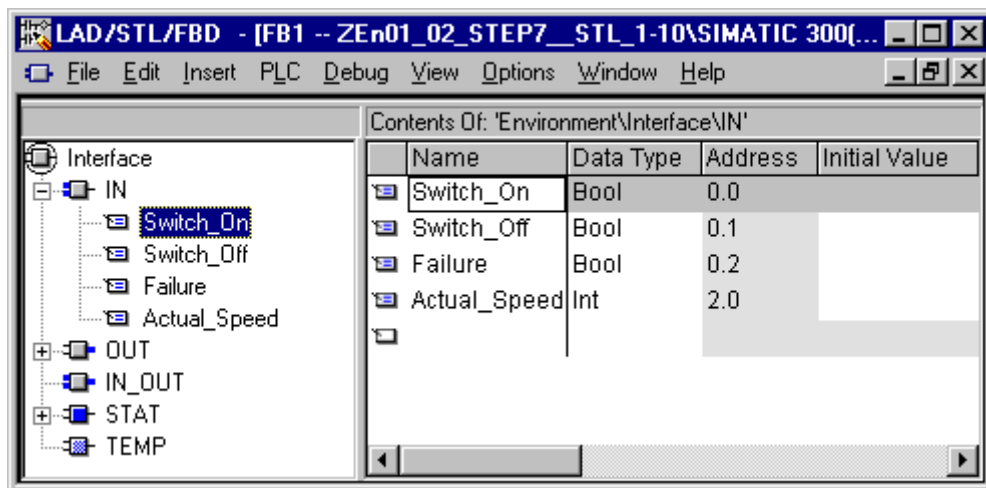 LAD/STL/FBD - [FB1 -- ZEn01_02_STEP7__STL_1-10\SIMATIC 300(...
File Edit Insert PLC Debug View Options Window Help
Contents Of: 'Environment\Interface\IN'
Interface
IN
Switch_On
Switch_Off
Failure
Actual_Speed
OUT
IN_OUT
STAT
TEMP
Name Data Type Address Initial Value
Switch_On Bool 0.0
Switch_Off Bool 0.1
Failure Bool 0.2
Actual_Speed Int 2.0